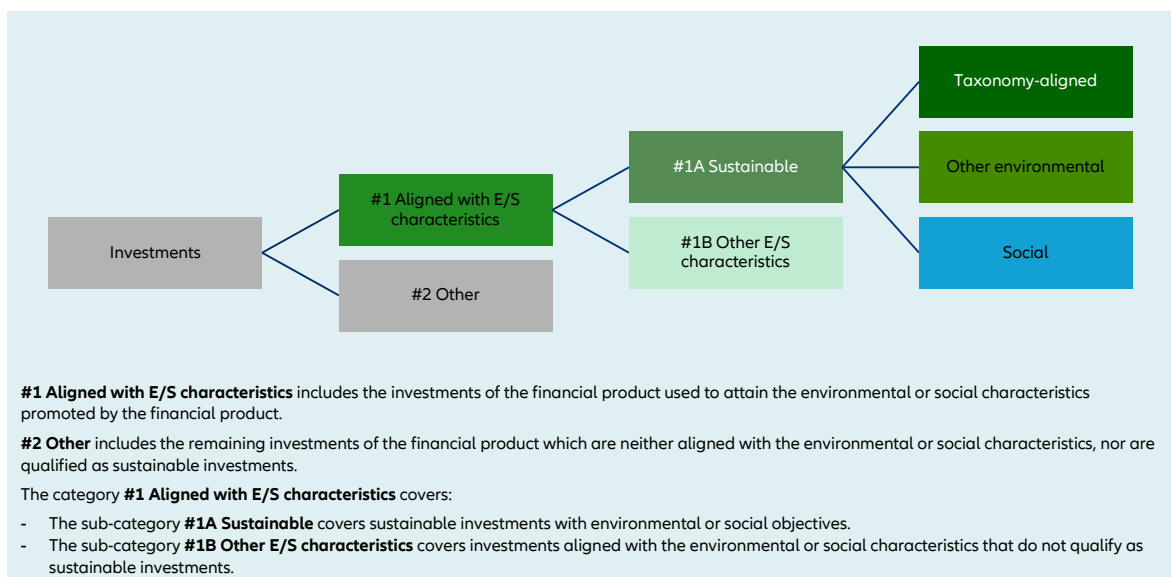 Taxonomy-aligned
#1A Sustainable
Other environmental
#1 Aligned with E/S
characteristics
#1B Other E/S
characteristics
Investments
Social
#2 Other
#1 Aligned with E/S characteristics includes the investments of the financial product used to attain the environmental or social characteristics
promoted by the financial product.
#2 Other includes the remaining investments of the financial product which are neither aligned with the environmental or social characteristics, nor are
qualified as sustainable investments.
The category #1 Aligned with E/S characteristics covers:
- The sub-category #1A Sustainable covers sustainable investments with environmental or social objectives.
- The sub-category #1B Other E/S characteristics covers investments aligned with the environmental or social characteristics that do not qualify as
sustainable investments.